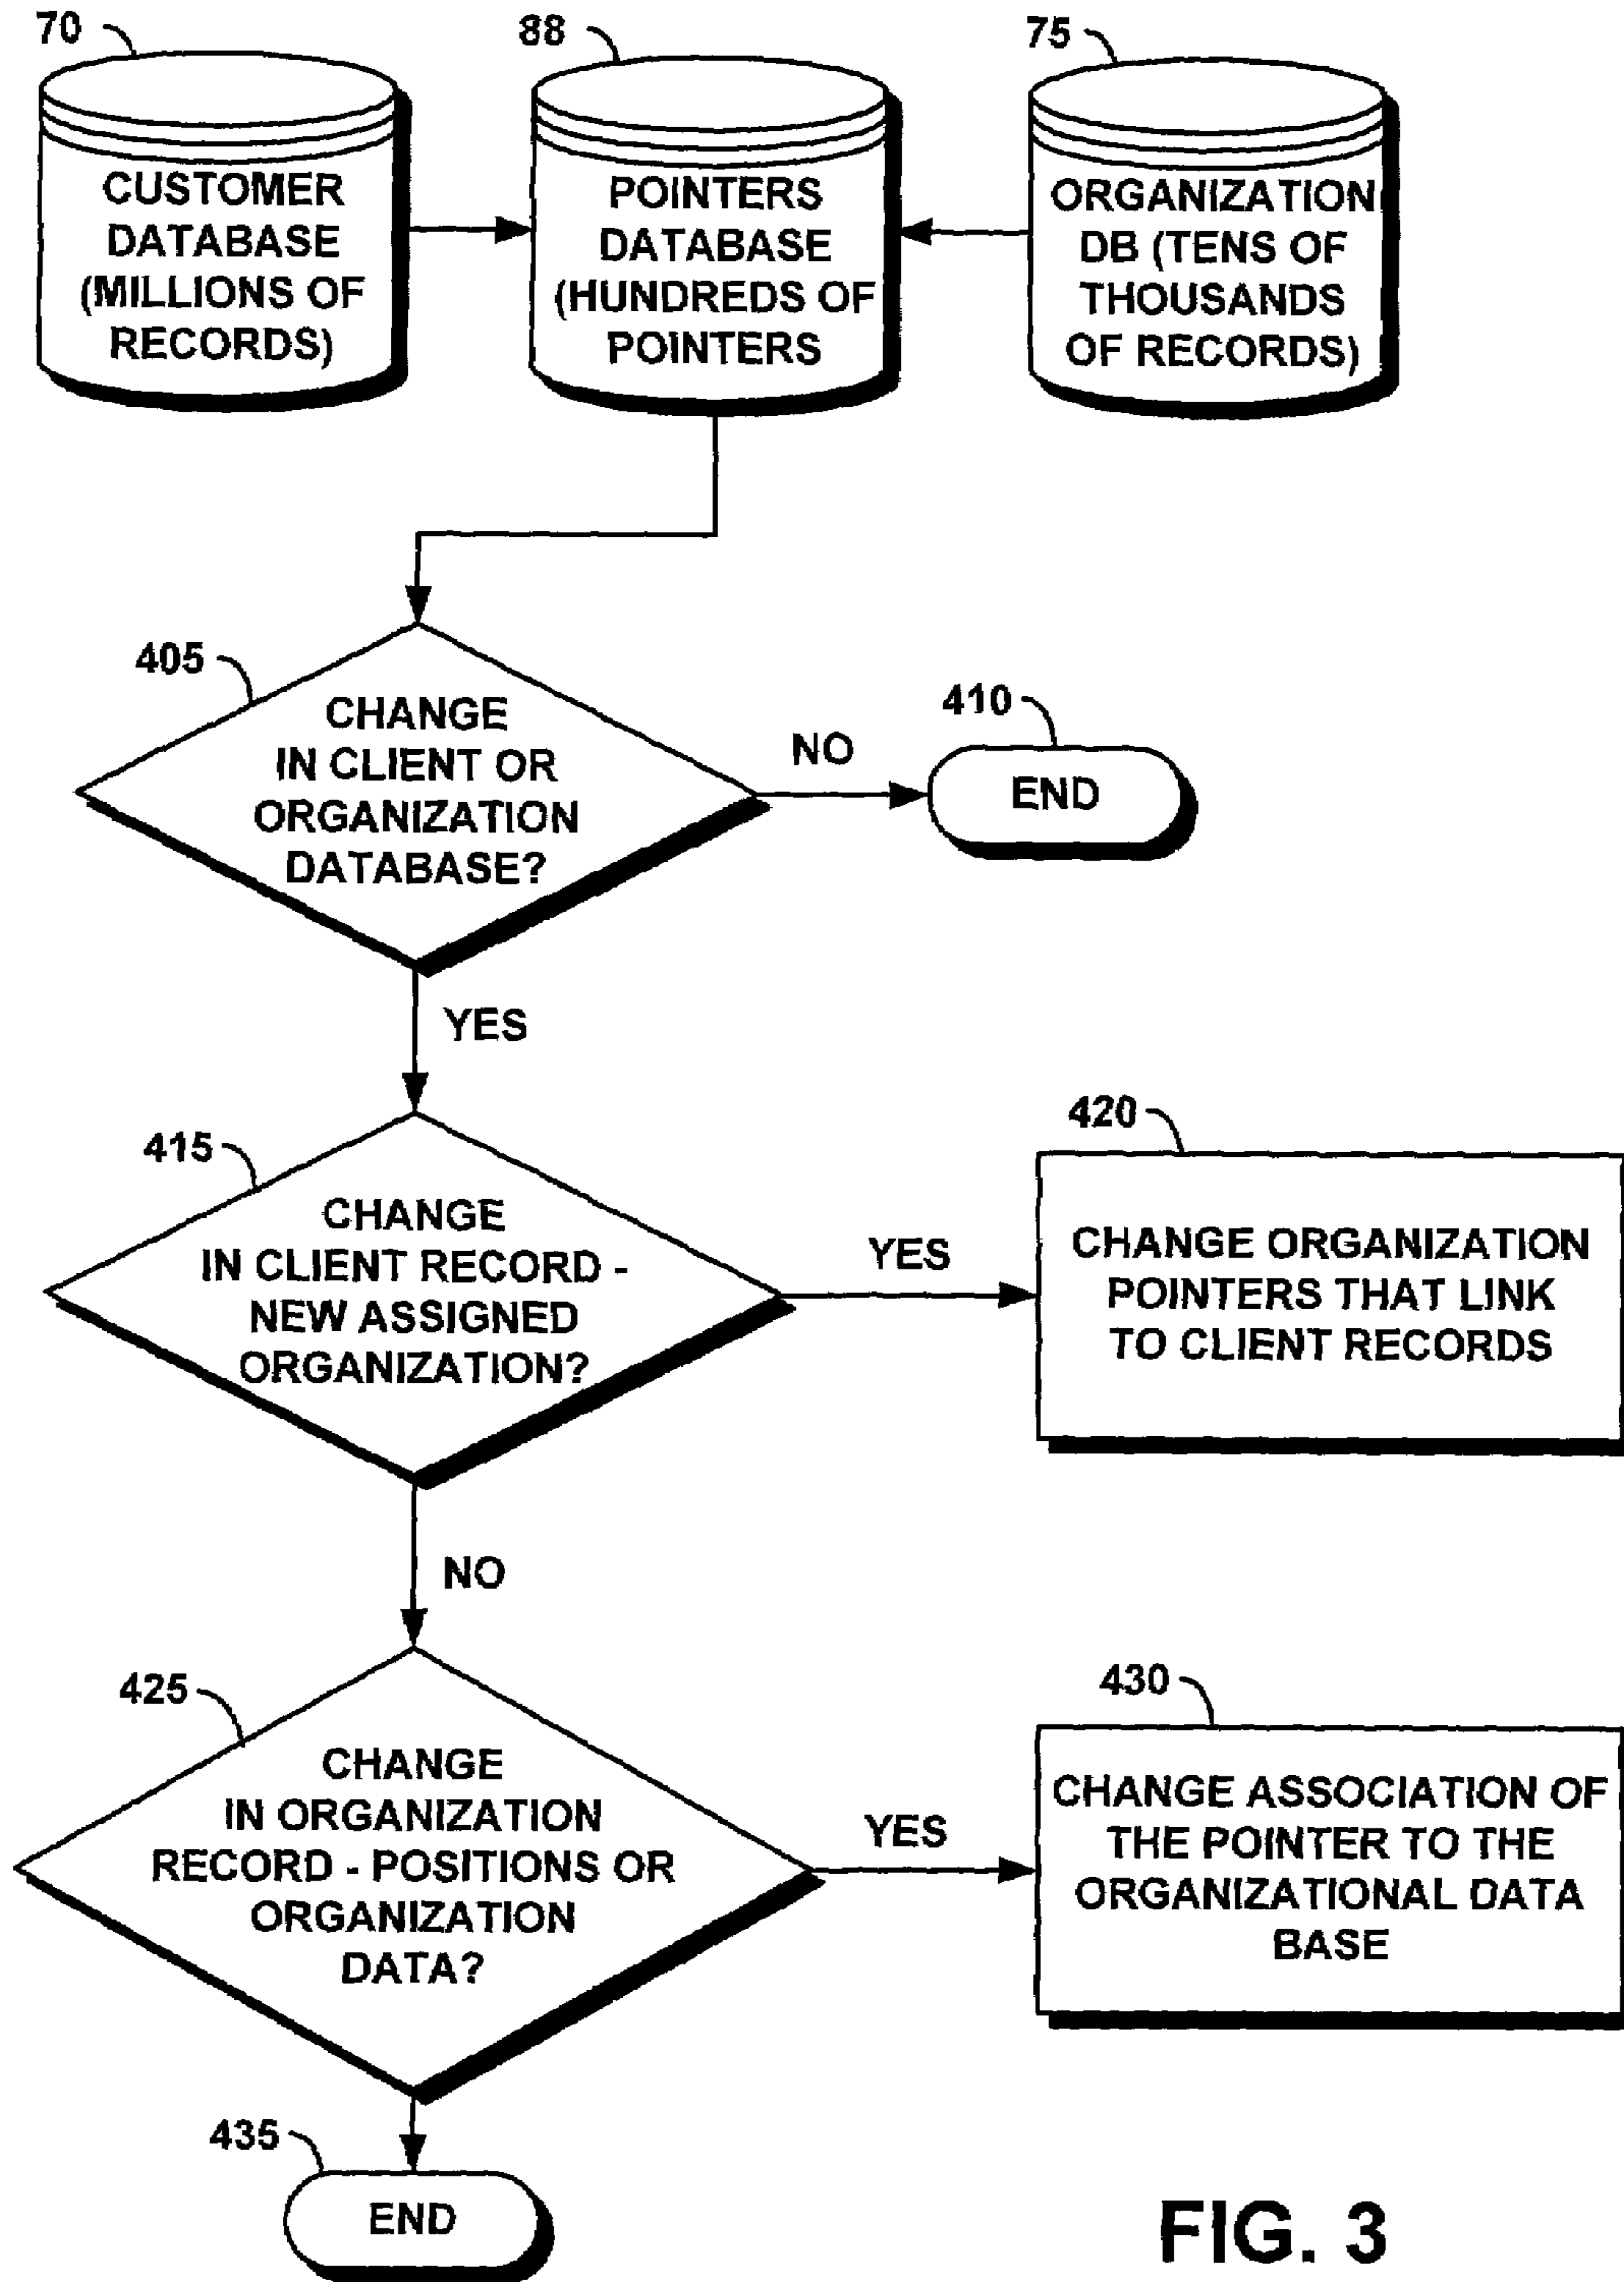 70
88
75
CUSTOMER
DATABASE
(MILLIONS OF
RECORDS)
POINTERS
DATABASE
(HUNDREDS OF
POINTERS
ORGANIZATION
DB (TENS OF
THOUSANDS
OF RECORDS)
405
CHANGE
IN CLIENT OR
ORGANIZATION
DATABASE?
NO
410
END
YES
415
CHANGE
IN CLIENT RECORD -
NEW ASSIGNED
ORGANIZATION?
YES
420
CHANGE ORGANIZATION
POINTERS THAT LINK
TO CLIENT RECORDS
NO
425
CHANGE
IN ORGANIZATION
RECORD - POSITIONS OR
ORGANIZATION
DATA?
YES
430
CHANGE ASSOCIATION OF
THE POINTER TO THE
ORGANIZATIONAL DATA
BASE
435
END
FIG. 3